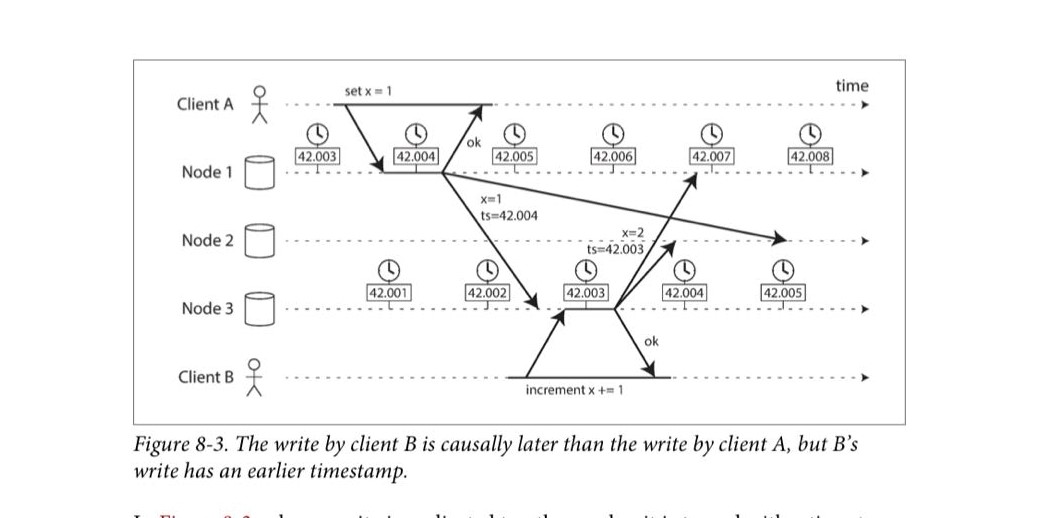 time
Client A
set x = 1
ok
42.003
42.004
42.005
42.006
42.007
42.008
Node 1
x=1
ts=42.004
Node 2
x=2
ts=42.003
42.001
42.002
42.003
42.004
42.005
Node 3
ok
Client B
increment x += 1
Figure 8-3. The write by client B is causally later than the write by client A, but B’s
write has an earlier timestamp.